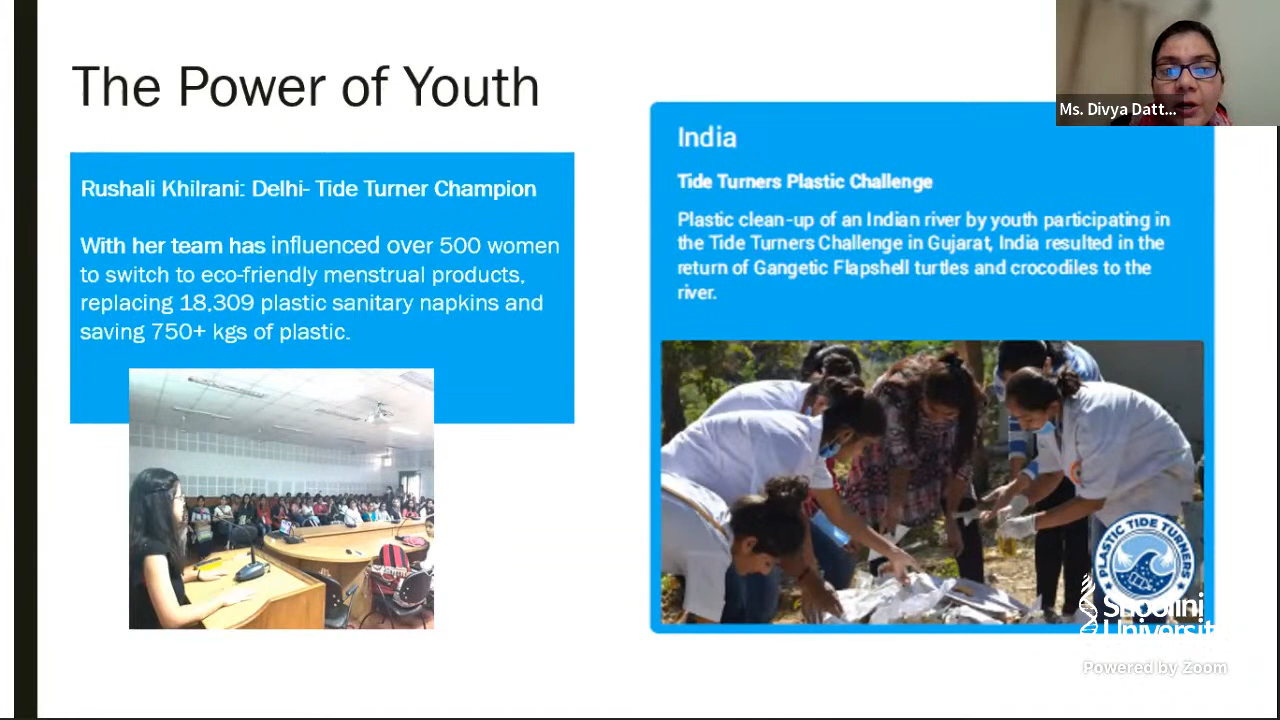 The Power of Youth
Rushali Khilrani: Delhi- Tide Turner Champion
With her team has influenced over 500 women
to switch to eco-friendly menstrual products,
replacing 18,309 plastic sanitary napkins and
saving 750+ kgs of plastic.
India
Tide Turners Plastic Challenge
Plastic clean-up of an Indian river by youth participating in
the Tide Turners Challenge in Gujarat, India resulted in the
return of Gangetic Flapshell turtles and crocodiles to the
river.
Ms. Divya Datt...
PLASTIC TIDE TURNERS
Shoolini
Universit
Powered by Zoom